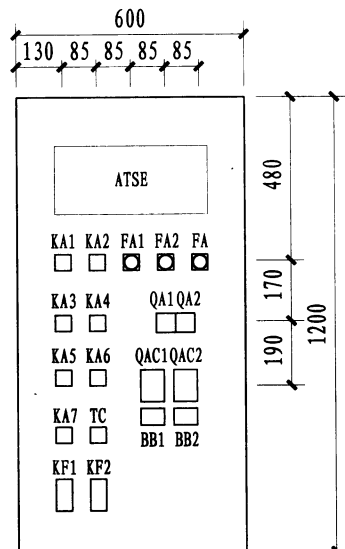 600
130 85 85 85 85
ATSE
480
KA1 KA2 FA1 FA2 FA
170
KA3 KA4 QA1 QA2
190
1200
KA5 KA6 QAC1 QAC2
KA7 TC BB1 BB2
KF1 KF2